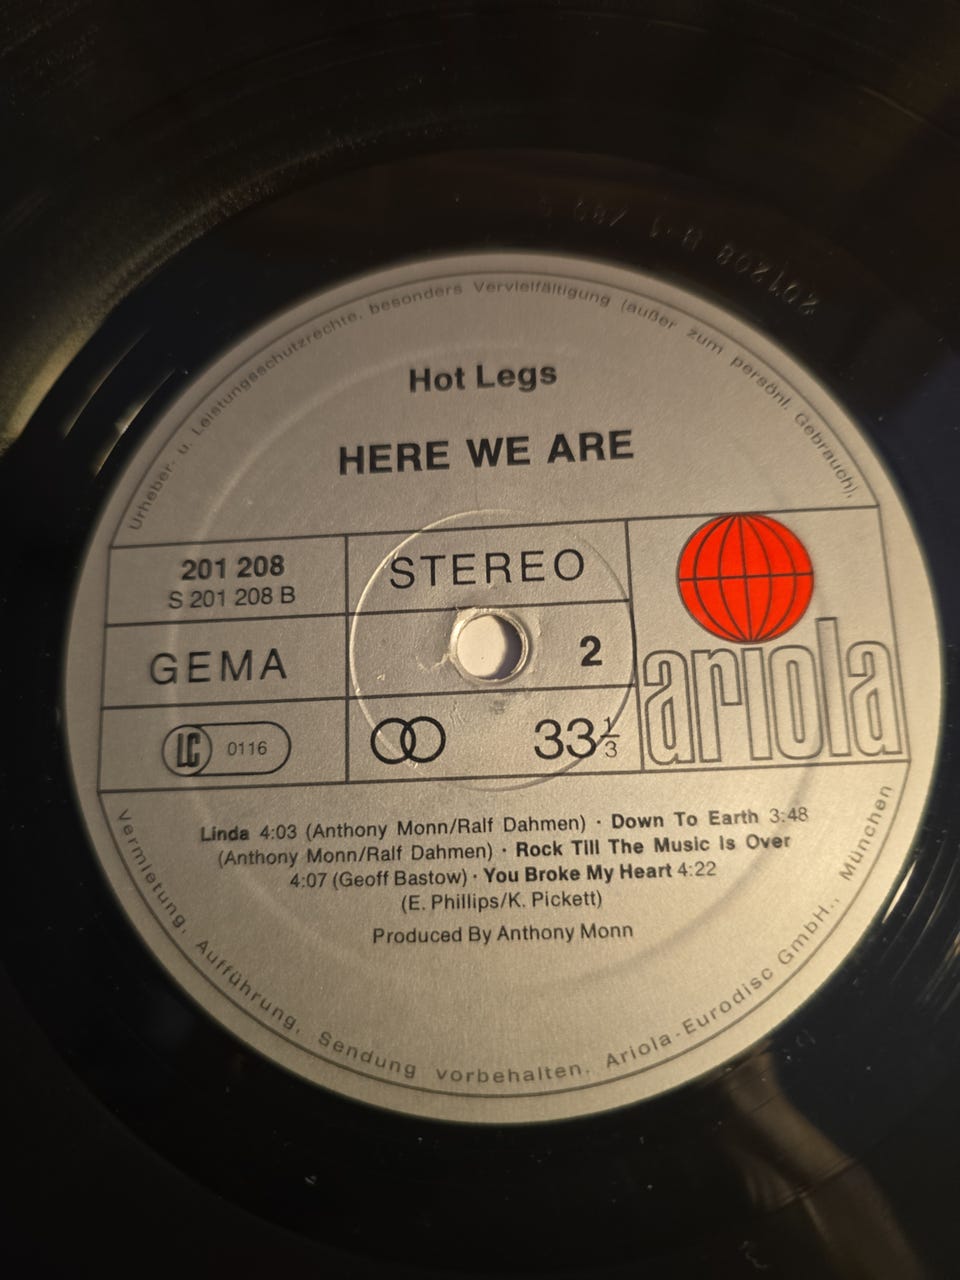 Urheber- u. Leistungsschutzrechte, besonders Vervielfältigung (außer zum persönl. Gebrauch),
Hot Legs
HERE WE ARE
201 208
S 201 208 B
STEREO
GEMA
2
LC 0116
33 1/3
ariola
Linda 4:03 (Anthony Monn/Ralf Dahmen) · Down To Earth 3:48
(Anthony Monn/Ralf Dahmen) · Rock Till The Music Is Over
4:07 (Geoff Bastow) · You Broke My Heart 4:22
(E. Phillips/K. Pickett)
Produced By Anthony Monn
Vermietung, Aufführung, Sendung vorbehalten. Ariola-Eurodisc GmbH., München